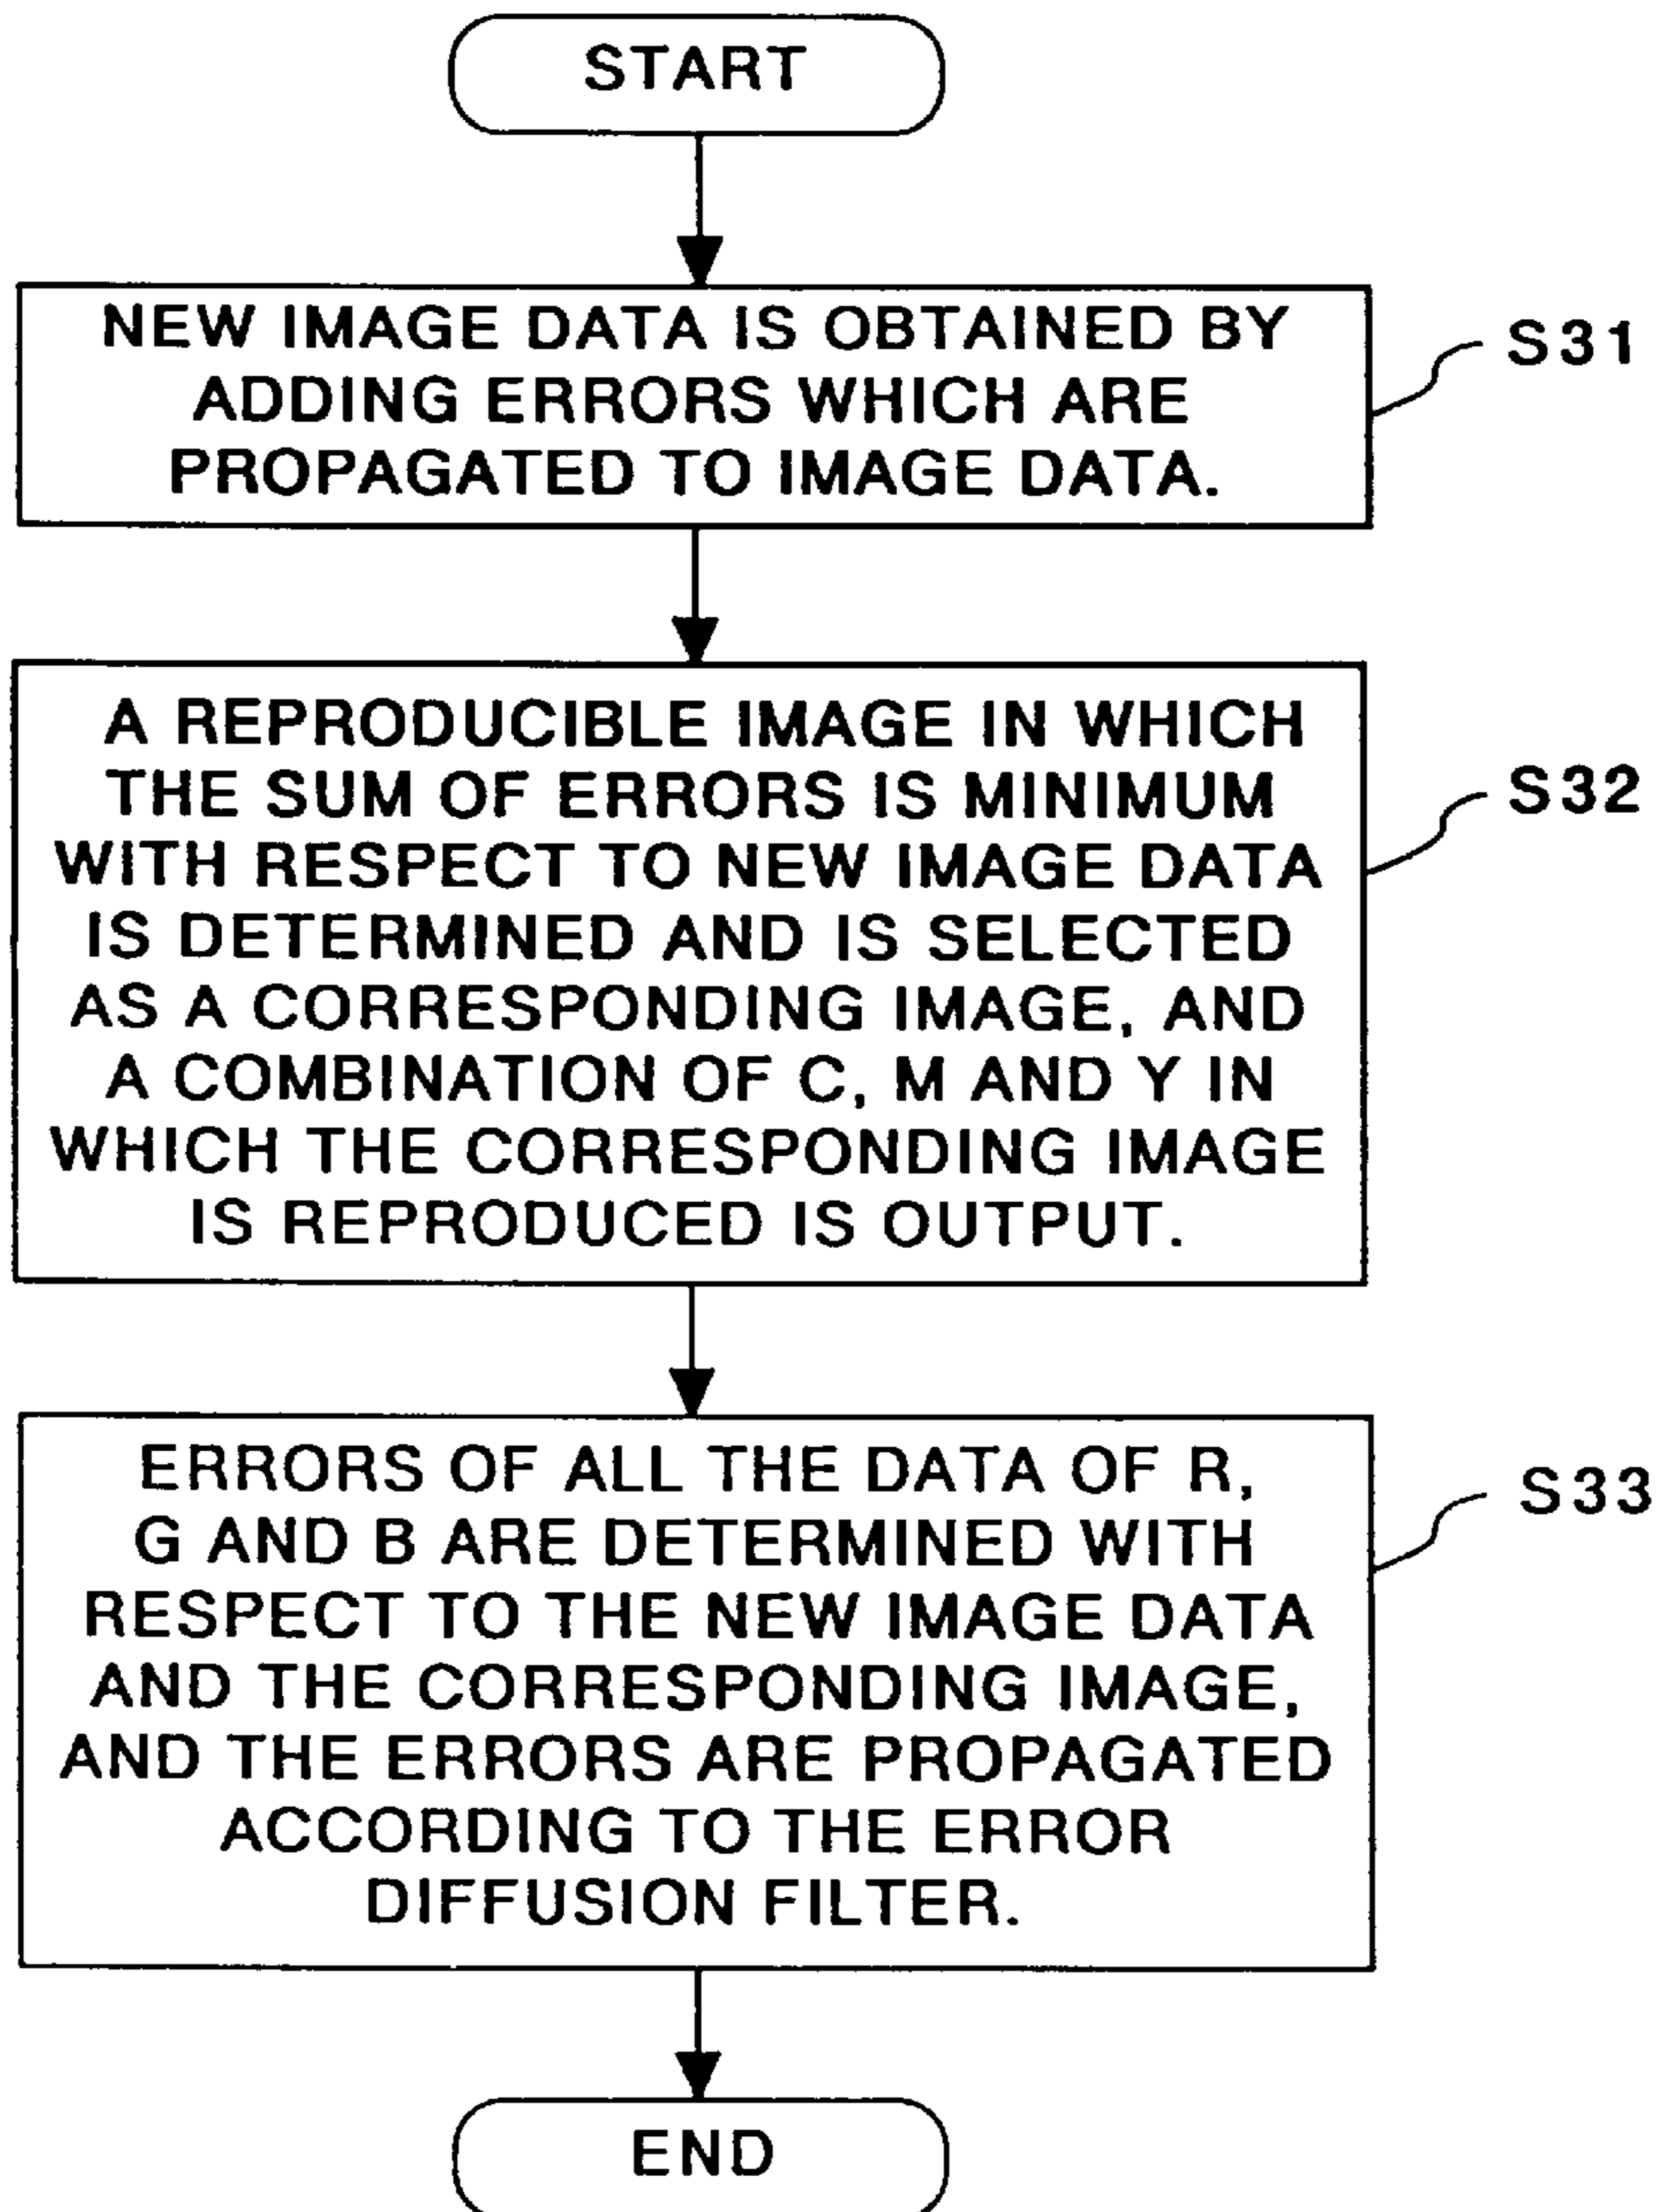 START
NEW IMAGE DATA IS OBTAINED BY
ADDING ERRORS WHICH ARE
PROPAGATED TO IMAGE DATA.
S31
A REPRODUCIBLE IMAGE IN WHICH
THE SUM OF ERRORS IS MINIMUM
WITH RESPECT TO NEW IMAGE DATA
IS DETERMINED AND IS SELECTED
AS A CORRESPONDING IMAGE, AND
A COMBINATION OF C, M AND Y IN
WHICH THE CORRESPONDING IMAGE
IS REPRODUCED IS OUTPUT.
S32
ERRORS OF ALL THE DATA OF R,
G AND B ARE DETERMINED WITH
RESPECT TO THE NEW IMAGE DATA
AND THE CORRESPONDING IMAGE,
AND THE ERRORS ARE PROPAGATED
ACCORDING TO THE ERROR
DIFFUSION FILTER.
S33
END